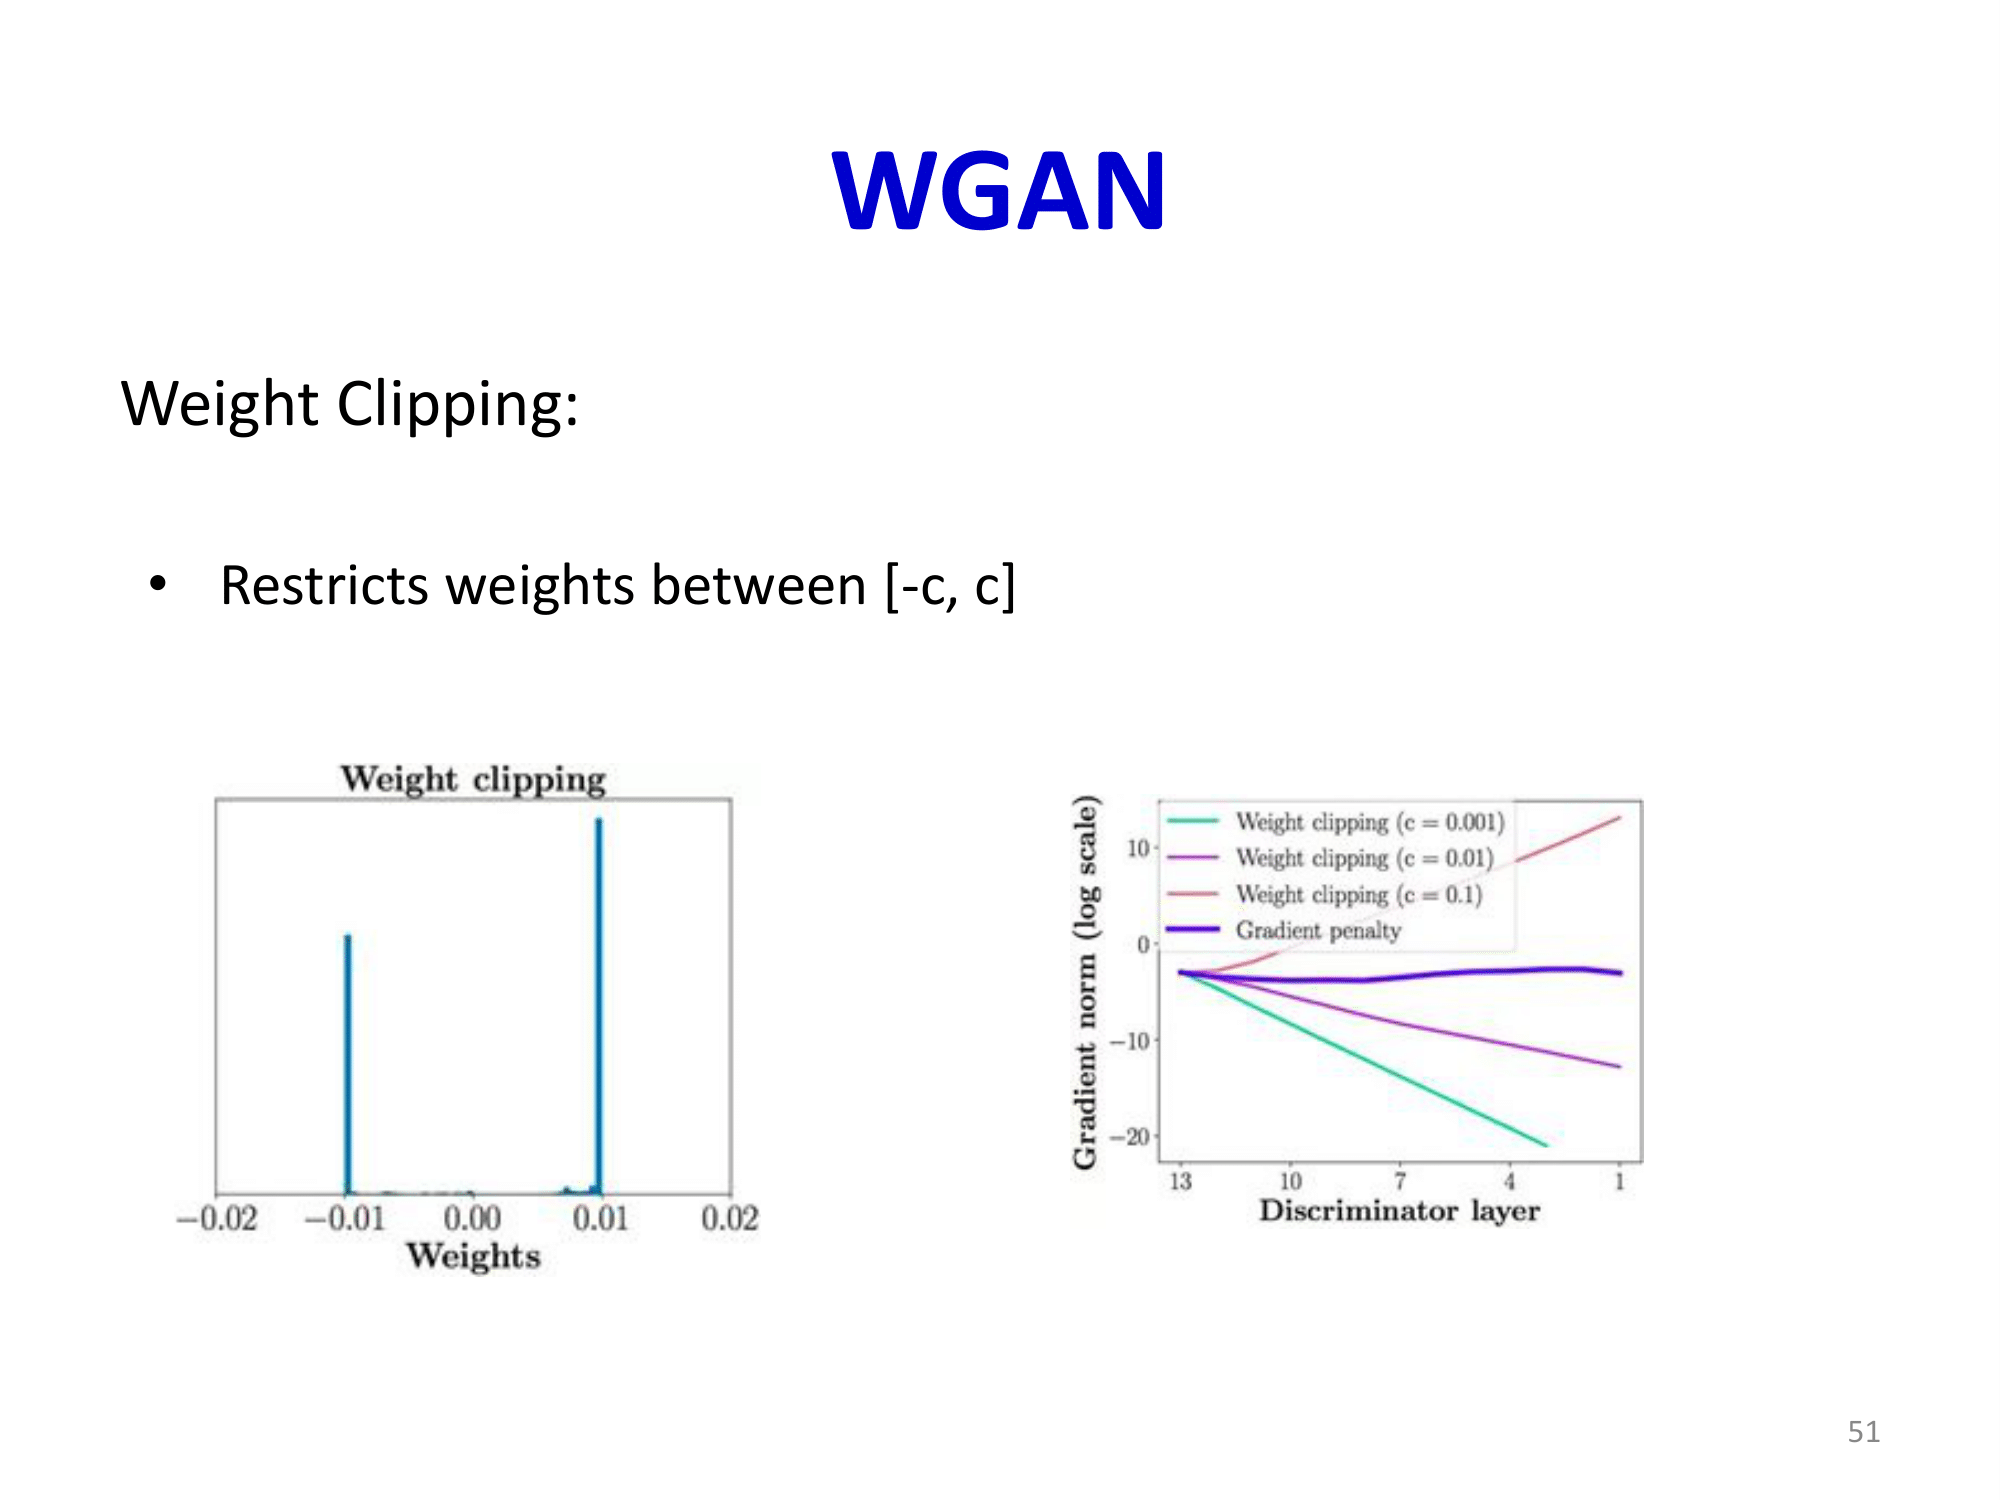 WGAN
Weight Clipping:
• Restricts weights between [-c, c]
Weight clipping
−0.02 −0.01 0.00 0.01 0.02
Weights
Gradient norm (log scale)
10
0
−10
−20
Weight clipping (c = 0.001)
Weight clipping (c = 0.01)
Weight clipping (c = 0.1)
Gradient penalty
13 10 7 4 1
Discriminator layer
51